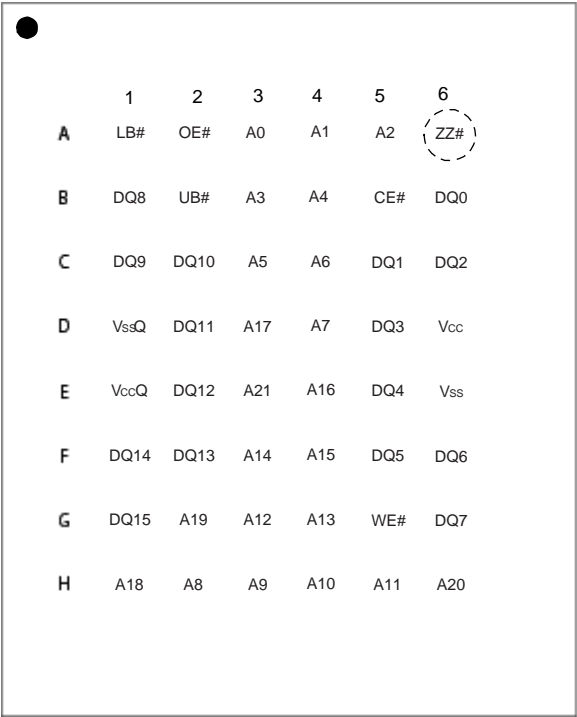 1 2 3 4 5 6
A LB# OE# A0 A1 A2 ZZ#
B DQ8 UB# A3 A4 CE# DQ0
C DQ9 DQ10 A5 A6 DQ1 DQ2
D VssQ DQ11 A17 A7 DQ3 Vcc
E VccQ DQ12 A21 A16 DQ4 Vss
F DQ14 DQ13 A14 A15 DQ5 DQ6
G DQ15 A19 A12 A13 WE# DQ7
H A18 A8 A9 A10 A11 A20